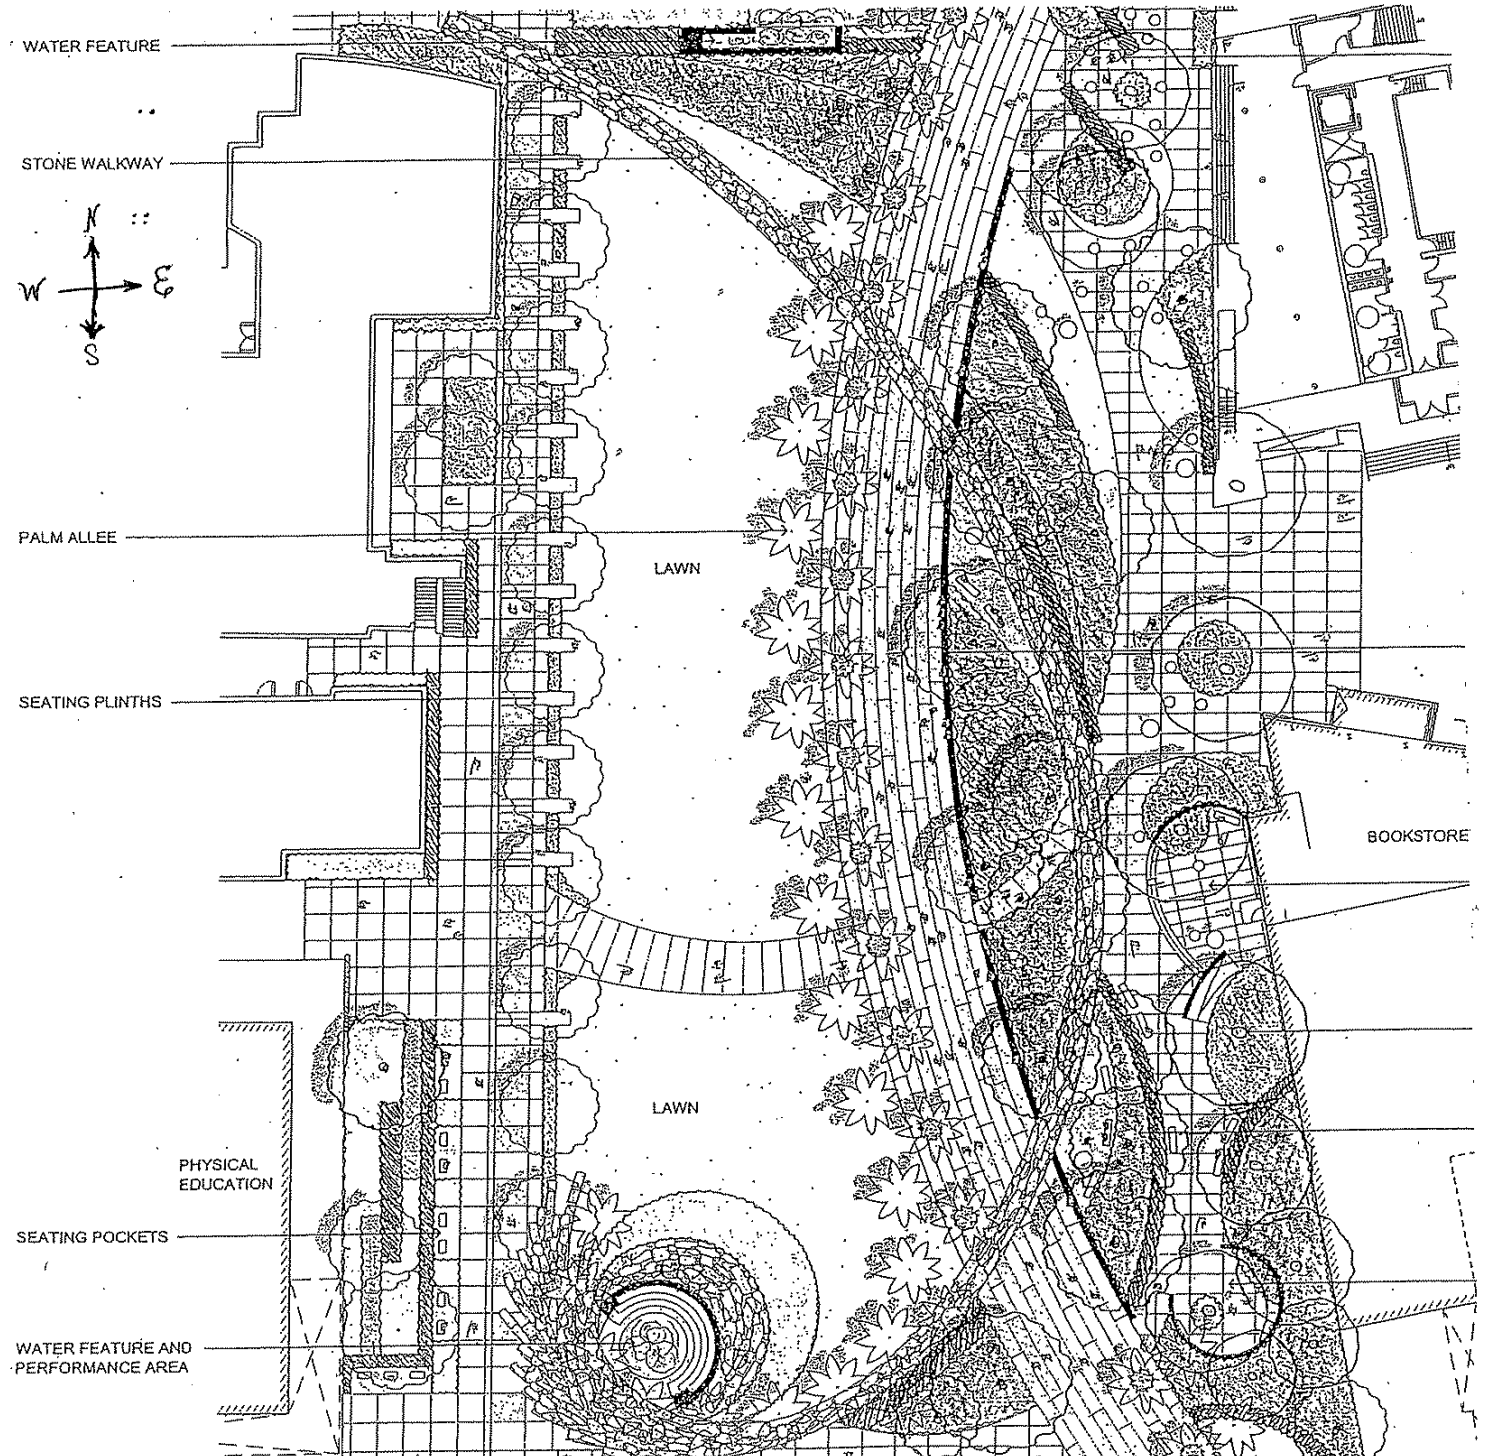 WATER FEATURE
STONE WALKWAY
N
W
E
S
PALM ALLEE
LAWN
SEATING PLINTHS
BOOKSTORE
LAWN
PHYSICAL
EDUCATION
SEATING POCKETS
WATER FEATURE AND
PERFORMANCE AREA